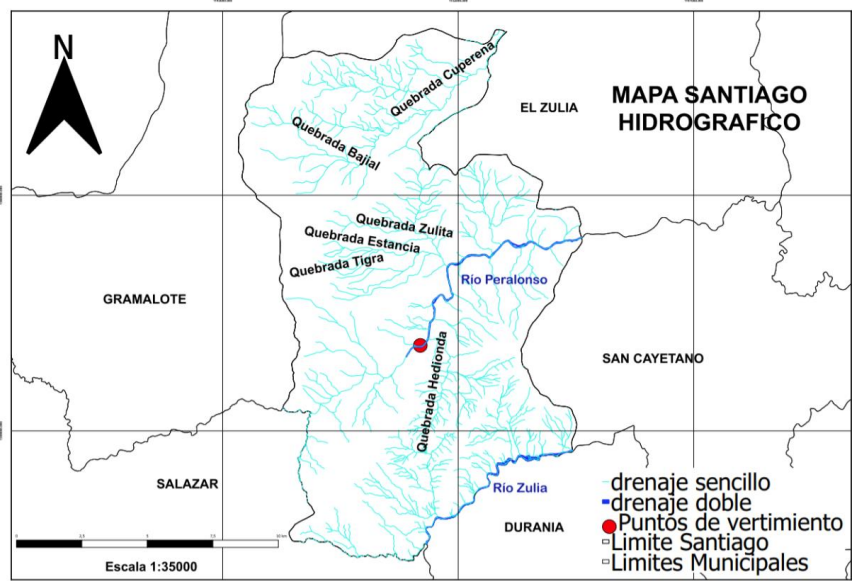 N
MAPA SANTIAGO
HIDROGRAFICO
EL ZULIA
Quebrada Cuperena
Quebrada Bajial
Quebrada Zulita
Quebrada Estancia
Quebrada Tigra
Río Peralonso
GRAMALOTE
SAN CAYETANO
Quebrada Hedionda
SALAZAR
Río Zulia
DURANIA
drenaje sencillo
drenaje doble
Puntos de vertimiento
Limite Santiago
Limites Municipales
Escala 1:35000